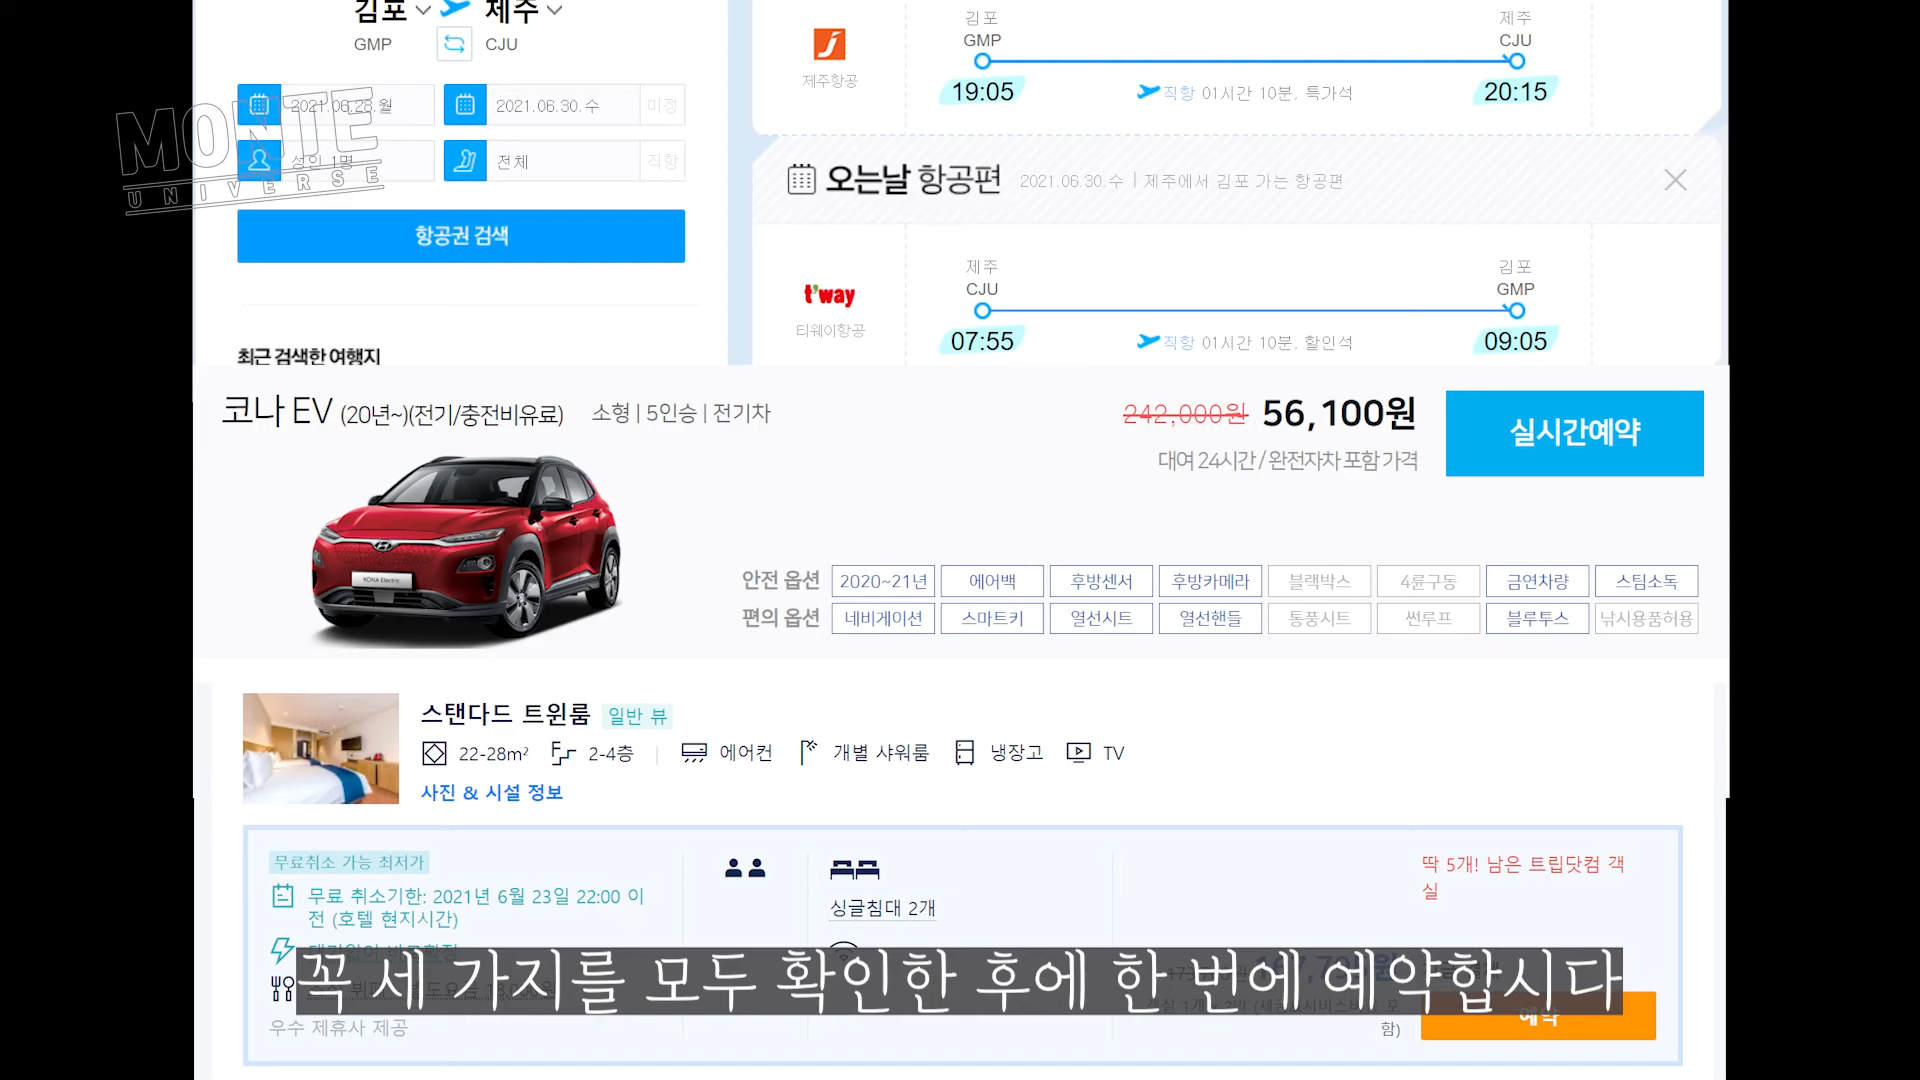 김포 제주
GMP CJU
2021.06.28.월 2021.06.30.수 미정
성인 1명 전체 직항
MONTE
UNIVERSE
항공권 검색
최근 검색한 여행지
제주항공
김포
GMP
19:05
직항 01시간 10분, 특가석
제주
CJU
20:15
오는날 항공편 2021.06.30.수 | 제주에서 김포 가는 항공편
t'way
티웨이항공
제주
CJU
07:55
직항 01시간 10분, 할인석
김포
GMP
09:05
코나 EV (20년~)(전기/충전비유료) 소형 | 5인승 | 전기차
242,000원 56,100원
대여 24시간 / 완전자차 포함 가격
실시간예약
KONA Electric
안전 옵션 2020~21년 에어백 후방센서 후방카메라 블랙박스 4륜구동 금연차량 스팀소독
편의 옵션 네비게이션 스마트키 열선시트 열선핸들 통풍시트 썬루프 블루투스 낚시용품허용
스탠다드 트윈룸 일반 뷰
22-28m² 2-4층 | 에어컨 개별 샤워룸 냉장고 TV
사진 & 시설 정보
무료취소 가능 최저가
무료 취소기한: 2021년 6월 23일 22:00 이
전 (호텔 현지시간)
싱글침대 2개
딱 5개! 남은 트립닷컴 객
실
꼭 세 가지를 모두 확인한 후에 한 번에 예약합시다
우수 제휴사 제공
함)
예약